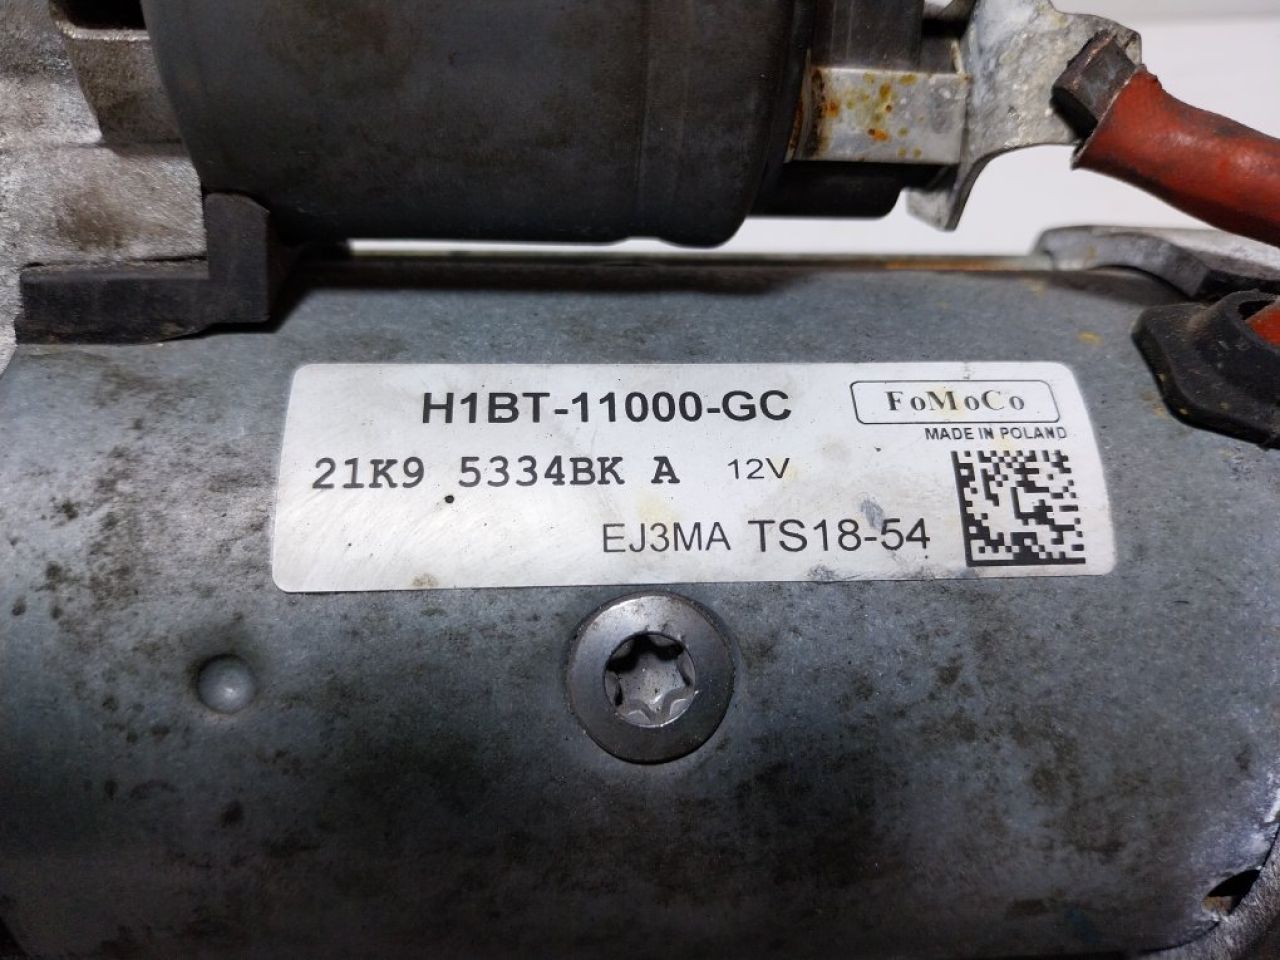 H1BT-11000-GC FoMoCo
MADE IN POLAND
21K9 5334BK A 12V
EJ3MA TS18-54